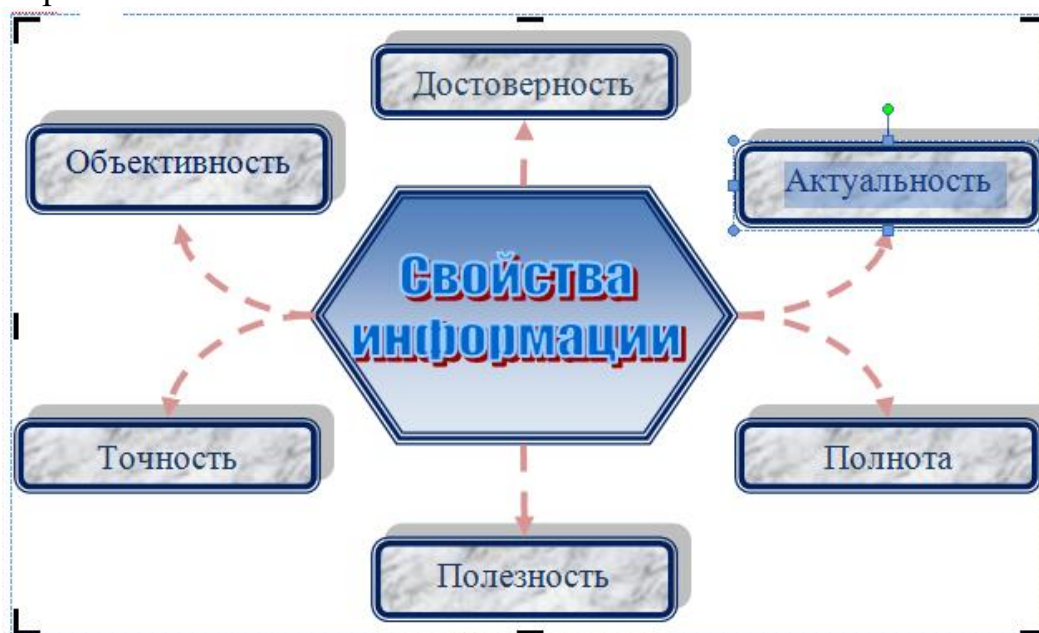 Достоверность
Объективность
Актуальность
Свойства
информации
Точность
Полнота
Полезность